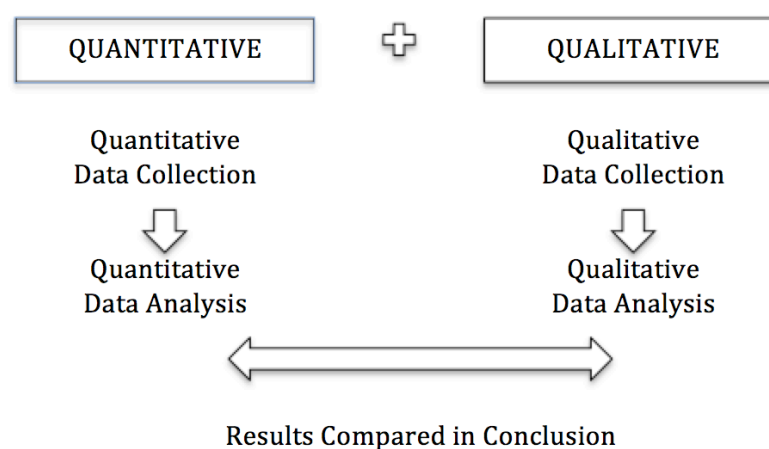 QUANTITATIVE
QUALITATIVE
Quantitative
Data Collection
Qualitative
Data Collection
Quantitative
Data Analysis
Qualitative
Data Analysis
Results Compared in Conclusion